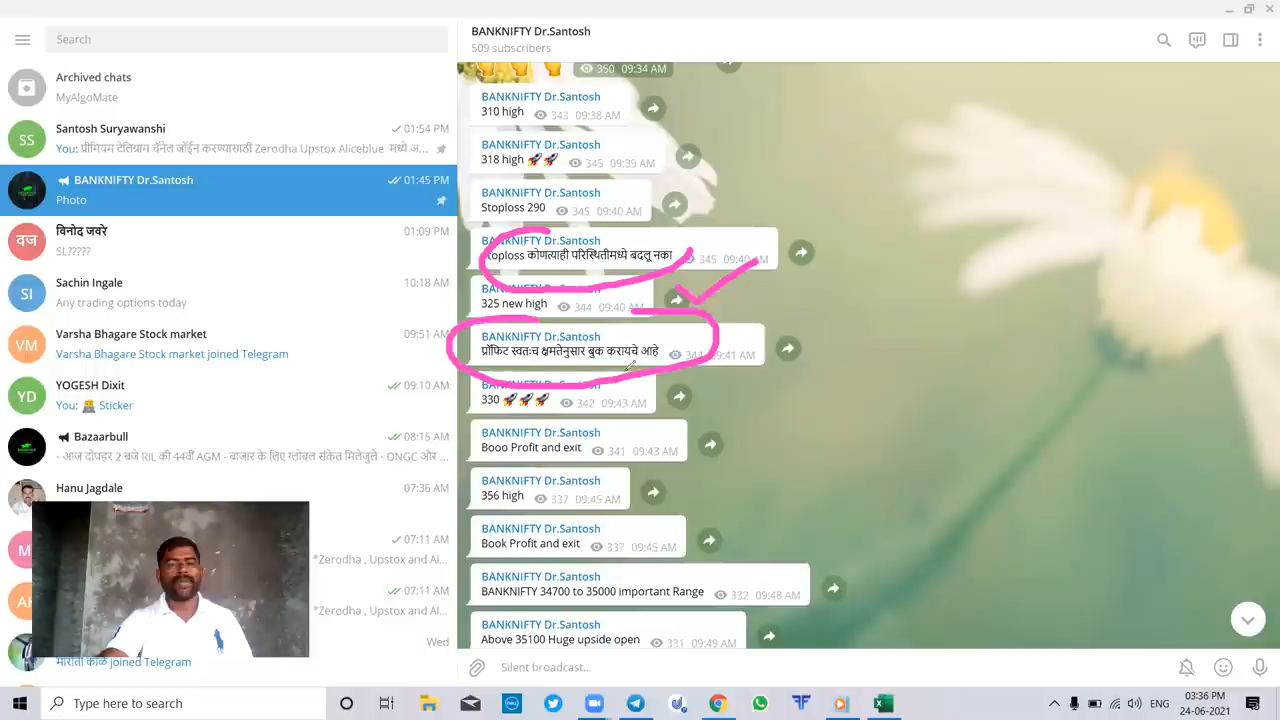 Search
Archived chats
MyAlgoMate
Santosh Suryawanshi
01:54 PM
You: प्रीमियम टेलिग्राम चॅनेल जॉईन करण्यासाठी Zerodha Upstox Aliceblue मध्ये अ...
BANKNIFTY Dr.Santosh
01:45 PM
Photo
विनोद जवरे
01:09 PM
SL?????
Sachin Ingale
10:18 AM
Any trading options today
Varsha Bhagare Stock market
09:51 AM
Varsha Bhagare Stock market joined Telegram
YOGESH Dixit
09:10 AM
You: Sticker
Bazaarbull
08:15 AM
- आज दोपहर 2 बजे RIL की 44वीं AGM - बाजार के लिए ग्लोबल संकेत मिलेजुले - ONGC और ...
Hanu Jagdale
07:36 AM
07:11 AM
*Zerodha , Upstox and Al...
07:11 AM
*Zerodha , Upstox and Al...
Wed
मारोती काळे joined Telegram
BANKNIFTY Dr.Santosh
509 subscribers
350 09:34 AM
BANKNIFTY Dr.Santosh
310 high 343 09:38 AM
BANKNIFTY Dr.Santosh
318 high 🚀🚀 345 09:39 AM
BANKNIFTY Dr.Santosh
Stoploss 290 345 09:40 AM
BANKNIFTY Dr.Santosh
toploss कोणत्याही परिस्थितीमध्ये बदलू नका 345 09:40 AM
BANKNIFTY Dr.Santosh
325 new high 344 09:40 AM
BANKNIFTY Dr.Santosh
प्रॉफिट स्वतःच क्षमतेनुसार बुक करायचे आहे 344 09:41 AM
BANKNIFTY Dr.Santosh
330 🚀🚀🚀 342 09:43 AM
BANKNIFTY Dr.Santosh
Booo Profit and exit 341 09:43 AM
BANKNIFTY Dr.Santosh
356 high 337 09:45 AM
BANKNIFTY Dr.Santosh
Book Profit and exit 337 09:45 AM
BANKNIFTY Dr.Santosh
BANKNIFTY 34700 to 35000 important Range 332 09:48 AM
BANKNIFTY Dr.Santosh
Above 35100 Huge upside open 331 09:49 AM
Silent broadcast...
Type here to search
ENG
03:36 PM
24-06-2021
SS
वज
SI
VM
YD
M